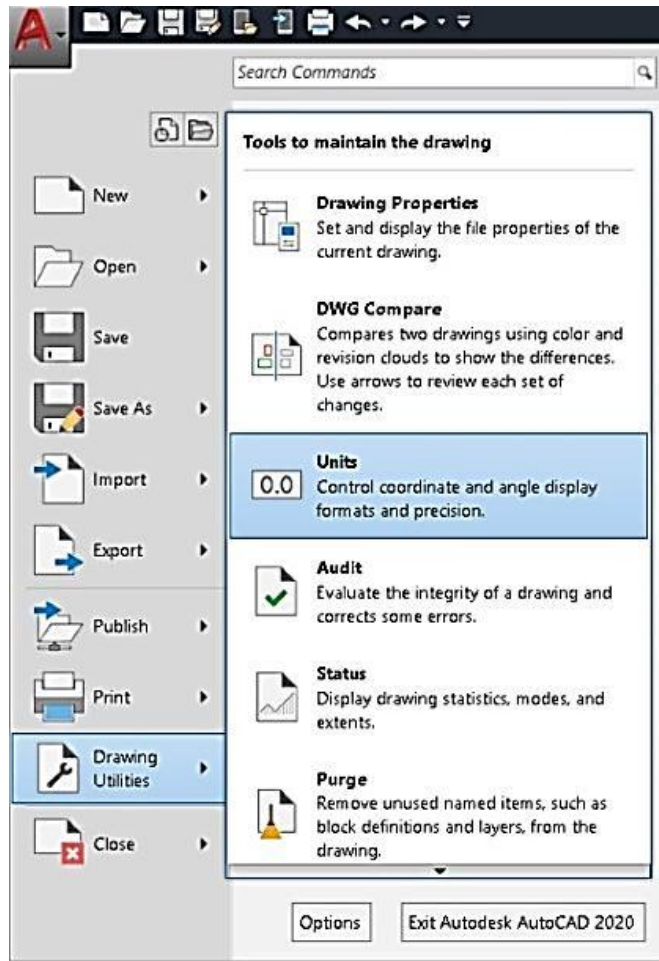 Search Commands
Tools to maintain the drawing
New
Open
Save
Save As
Import
Export
Publish
Print
Drawing
Utilities
Close
Drawing Properties
Set and display the file properties of the
current drawing.
DWG Compare
Compares two drawings using color and
revision clouds to show the differences.
Use arrows to review each set of
changes.
0.0
Units
Control coordinate and angle display
formats and precision.
Audit
Evaluate the integrity of a drawing and
corrects some errors.
Status
Display drawing statistics, modes, and
extents.
Purge
Remove unused named items, such as
block definitions and layers, from the
drawing.
Options
Exit Autodesk AutoCAD 2020